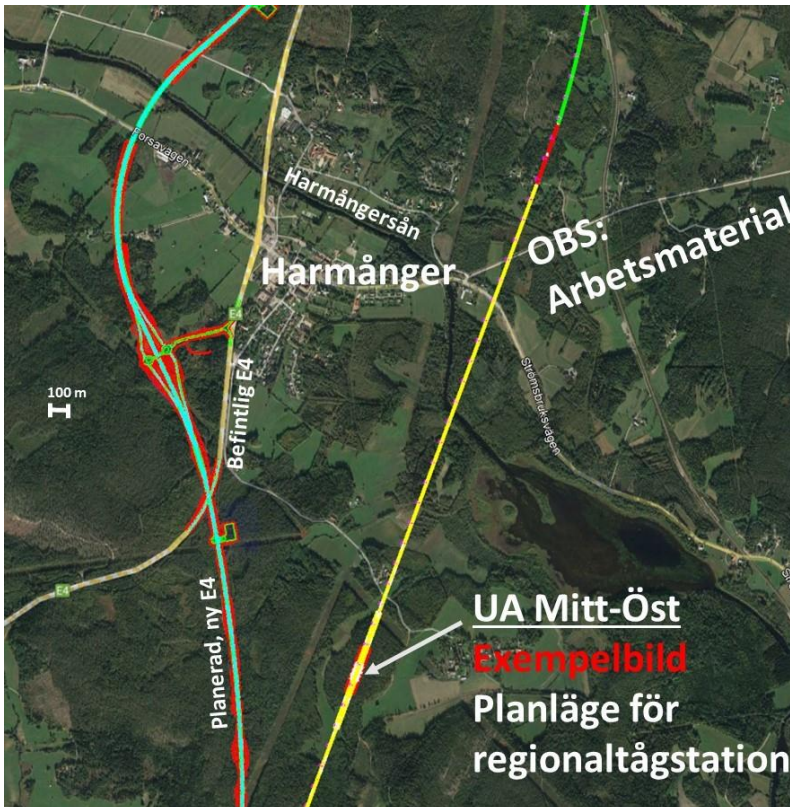 Forsavägen
Harmångersån
OBS:
Arbetsmaterial
Harmånger
E4
Befintlig E4
100 m
Strömsbruksvägen
E4
Planerad, ny E4
UA Mitt-Öst
Exempelbild
Planläge för
regionaltågstation